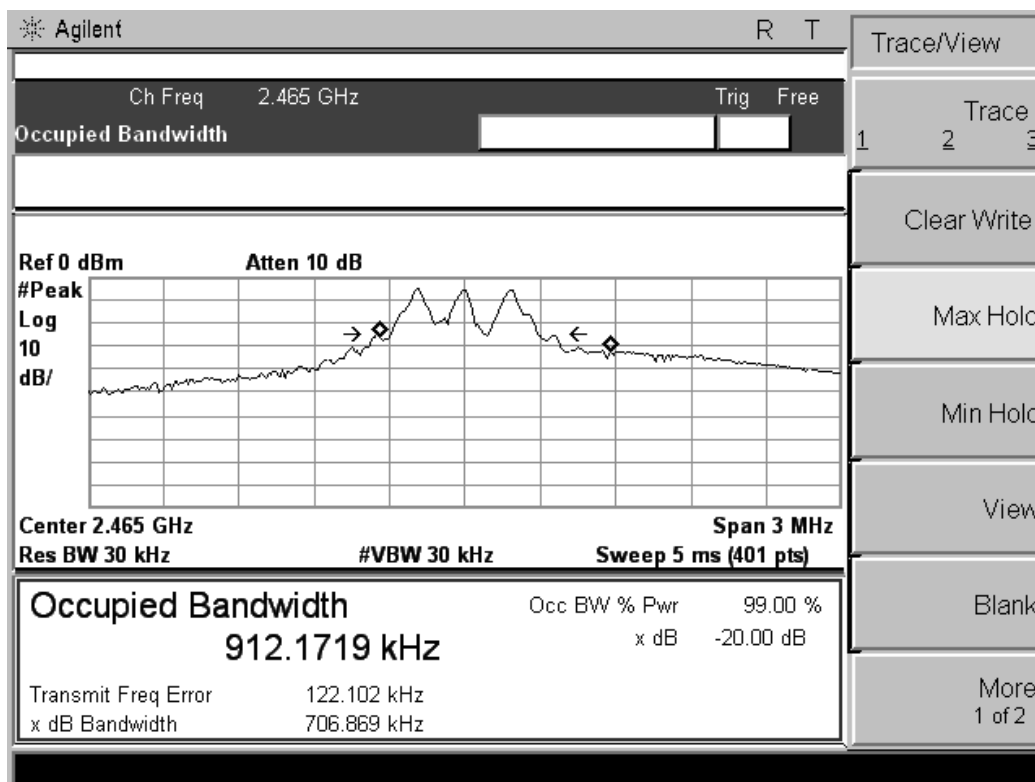 Agilent R T
Ch Freq 2.465 GHz Trig Free
Occupied Bandwidth
Ref 0 dBm Atten 10 dB
#Peak
Log
10
dB/
Center 2.465 GHz Span 3 MHz
Res BW 30 kHz #VBW 30 kHz Sweep 5 ms (401 pts)
Occupied Bandwidth
912.1719 kHz
Occ BW % Pwr 99.00 %
x dB -20.00 dB
Transmit Freq Error 122.102 kHz
x dB Bandwidth 706.869 kHz
Trace/View
Trace
1 2 3
Clear Write
Max Hold
Min Hold
View
Blank
More
1 of 2